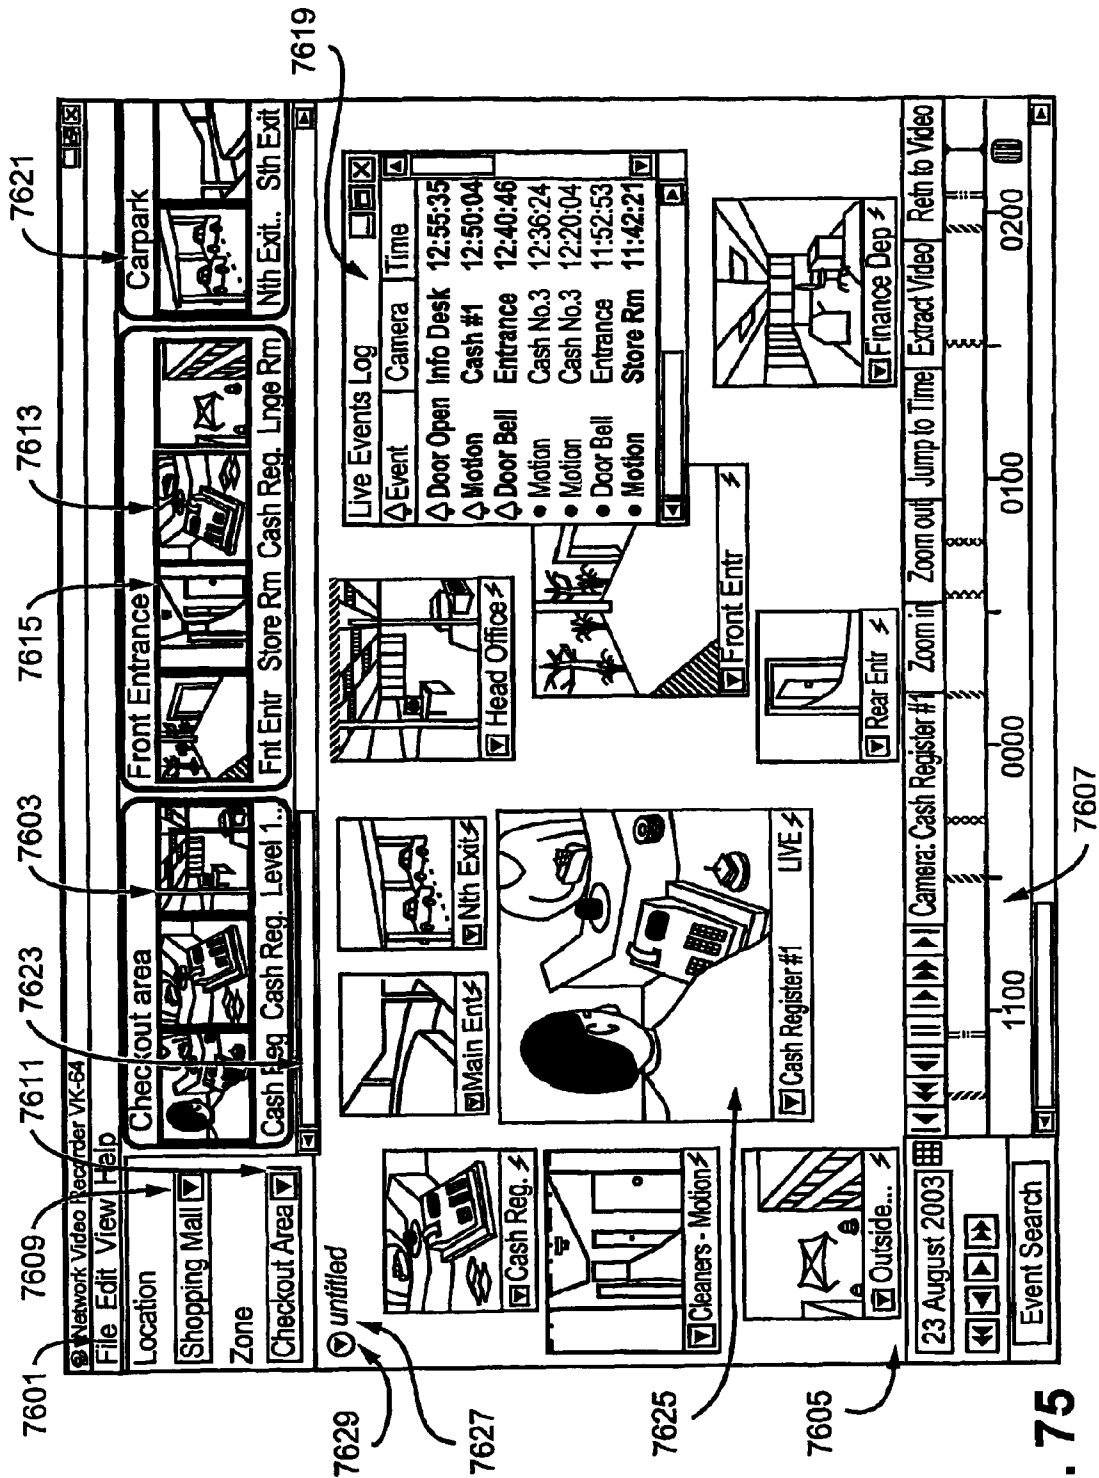 7601
7609
7611
7623
7603
7615
7613
7621
7619
Network Video Recorder VK-64
File Edit View Help
Location
Shopping Mall
Zone
Checkout Area
Checkout area
Cash Reg Cash Reg. Level 1...
Front Entrance
Fnt Entr Store Rm Cash Reg. Lnge Rm
Carpark
Nth Exit.. Sth Exit
untitled
Main Ent
Nth Exit
Head Office
Live Events Log
Event Camera Time
Door Open Info Desk 12:55:35
Motion Cash #1 12:50:04
Door Bell Entrance 12:40:46
Motion Cash No.3 12:36:24
Motion Cash No.3 12:20:04
Door Bell Entrance 11:52:53
Motion Store Rm 11:42:21
Cash Reg.
Cleaners - Motion
Outside...
Cash Register #1 LIVE
Front Entr
Rear Entr
Finance Dep
23 August 2003
Event Search
Camera: Cash Register #1 Zoom in Zoom out Jump to Time Extract Video Retn to Video
1100 0000 0100 0200
7629
7627
7625
7605
7607
. 75